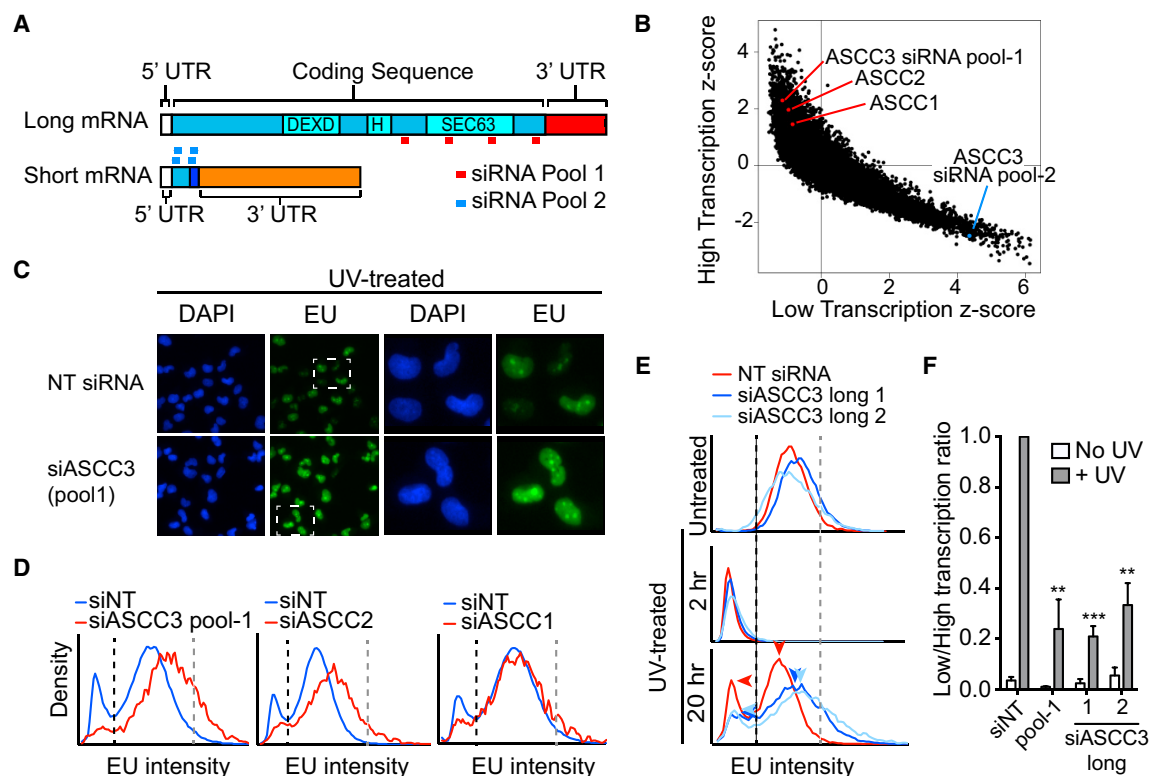 A
5’ UTR
Coding Sequence
3’ UTR
Long mRNA
DEXD
H
SEC63
Short mRNA
siRNA Pool 1
siRNA Pool 2
5’ UTR
3’ UTR
B
High Transcription z-score
4
2
0
-2
ASCC3 siRNA pool-1
ASCC2
ASCC1
ASCC3
siRNA pool-2
0 2 4 6
Low Transcription z-score
C
UV-treated
DAPI EU DAPI EU
NT siRNA
siASCC3
(pool1)
D
siNT
siASCC3 pool-1
siNT
siASCC2
siNT
siASCC1
Density
EU intensity EU intensity EU intensity
E
NT siRNA
siASCC3 long 1
siASCC3 long 2
Untreated
UV-treated
2 hr
20 hr
EU intensity
F
Low/High transcription ratio
1.0
0.8
0.6
0.4
0.2
0.0
No UV
+ UV
**
***
**
siNT
pool-1
1 2
siASCC3
long